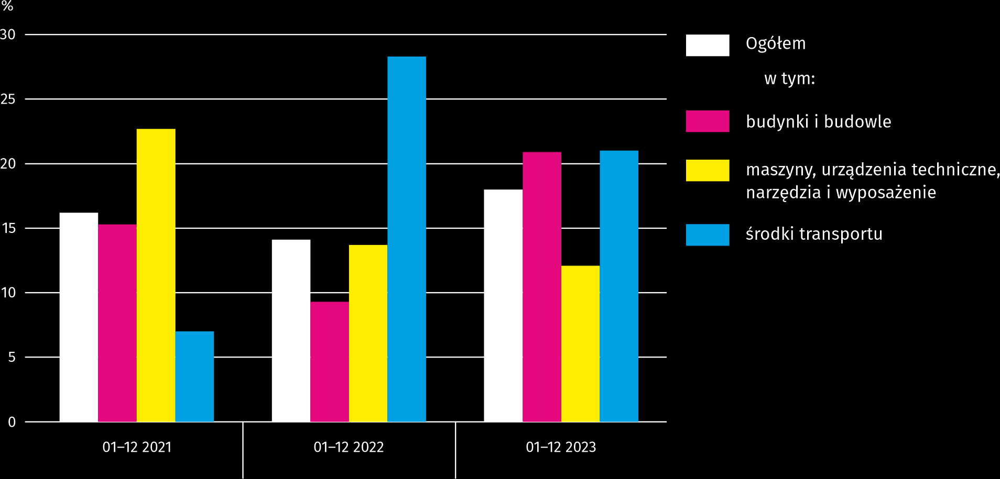 %
30
25
20
15
10
5
0
01–12 2021
01–12 2022
01–12 2023
Ogółem
w tym:
budynki i budowle
maszyny, urządzenia techniczne,
narzędzia i wyposażenie
środki transportu